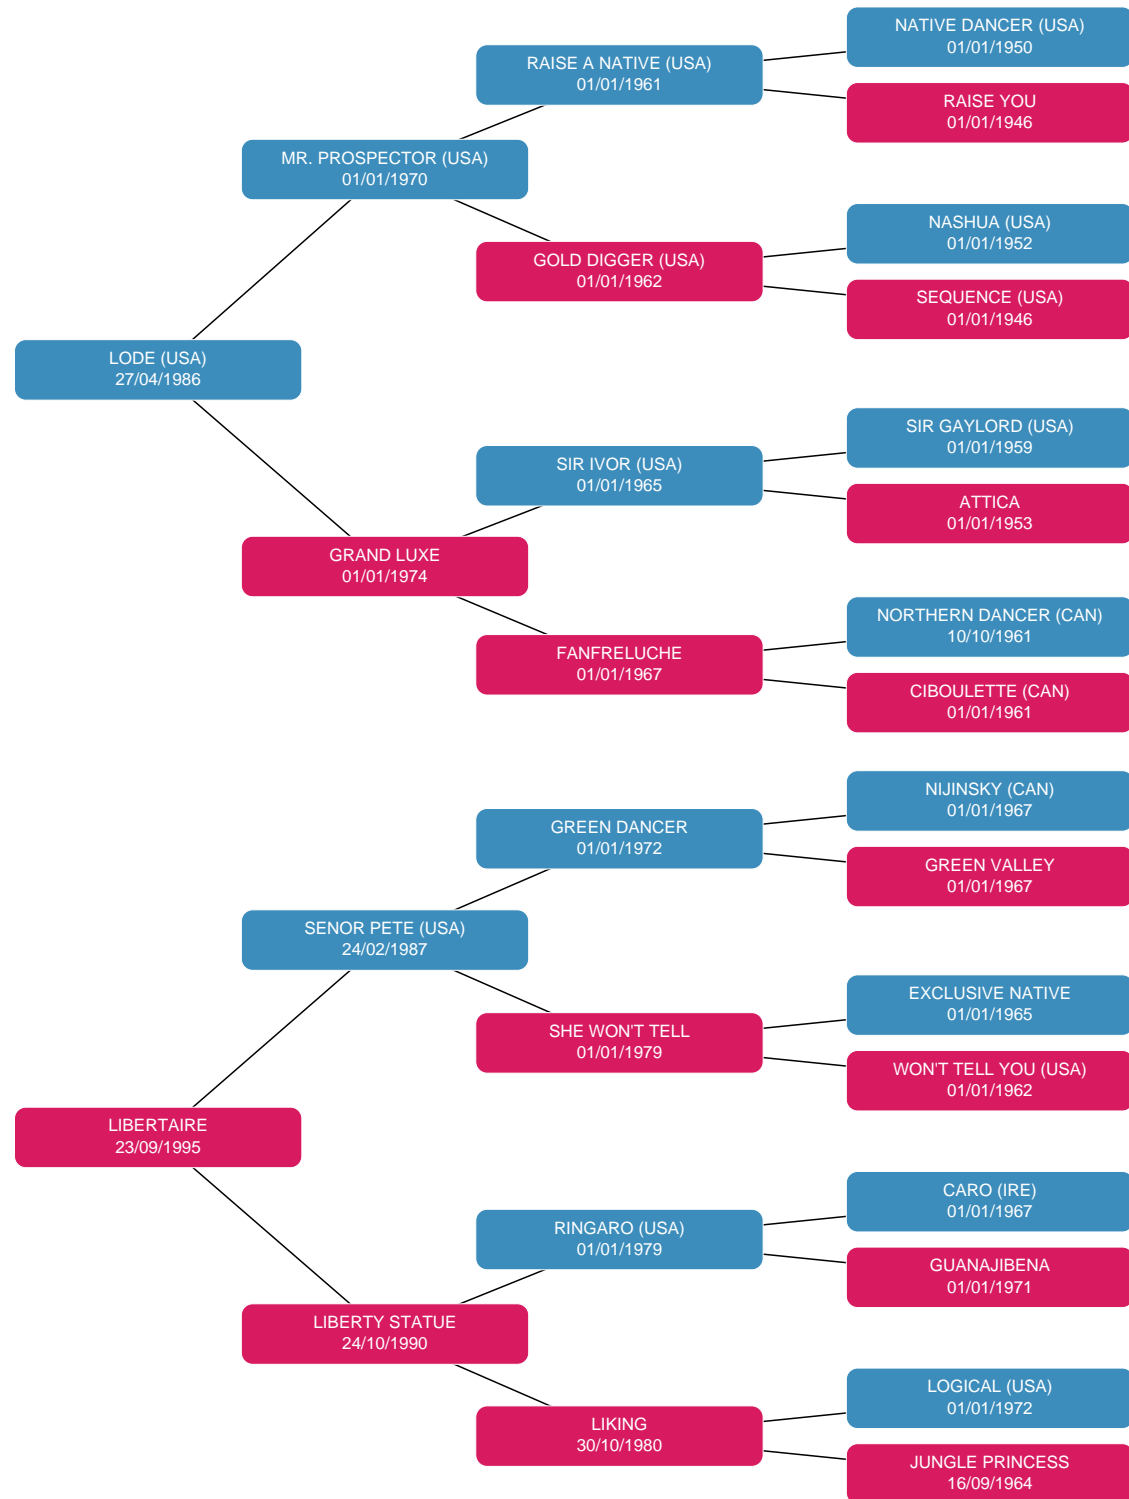 NATIVE DANCER (USA)
01/01/1950
RAISE A NATIVE (USA)
01/01/1961
RAISE YOU
01/01/1946
MR. PROSPECTOR (USA)
01/01/1970
NASHUA (USA)
01/01/1952
GOLD DIGGER (USA)
01/01/1962
SEQUENCE (USA)
01/01/1946
LODE (USA)
27/04/1986
SIR GAYLORD (USA)
01/01/1959
SIR IVOR (USA)
01/01/1965
ATTICA
01/01/1953
GRAND LUXE
01/01/1974
NORTHERN DANCER (CAN)
10/10/1961
FANFRELUCHE
01/01/1967
CIBOULETTE (CAN)
01/01/1961
NIJINSKY (CAN)
01/01/1967
GREEN DANCER
01/01/1972
GREEN VALLEY
01/01/1967
SENOR PETE (USA)
24/02/1987
EXCLUSIVE NATIVE
01/01/1965
SHE WON'T TELL
01/01/1979
WON'T TELL YOU (USA)
01/01/1962
LIBERTAIRE
23/09/1995
CARO (IRE)
01/01/1967
RINGARO (USA)
01/01/1979
GUANAJIBENA
01/01/1971
LIBERTY STATUE
24/10/1990
LOGICAL (USA)
01/01/1972
LIKING
30/10/1980
JUNGLE PRINCESS
16/09/1964